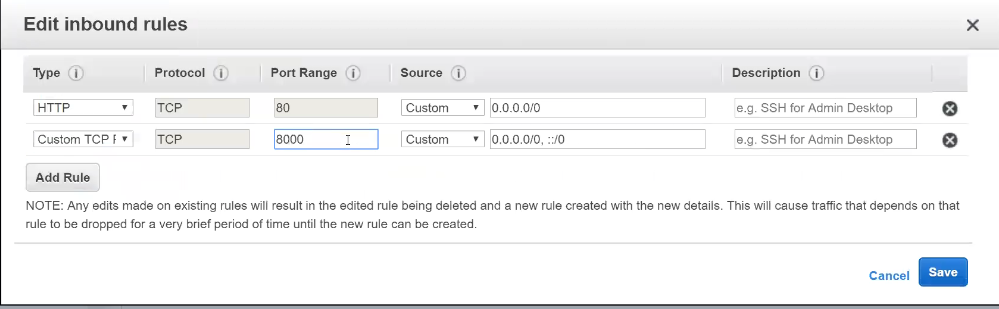 Edit inbound rules
Type Protocol Port Range Source Description
HTTP TCP 80 Custom 0.0.0.0/0 e.g. SSH for Admin Desktop
Custom TCP F TCP 8000 Custom 0.0.0.0/0, ::/0 e.g. SSH for Admin Desktop
Add Rule
NOTE: Any edits made on existing rules will result in the edited rule being deleted and a new rule created with the new details. This will cause traffic that depends on that
rule to be dropped for a very brief period of time until the new rule can be created.
Cancel Save